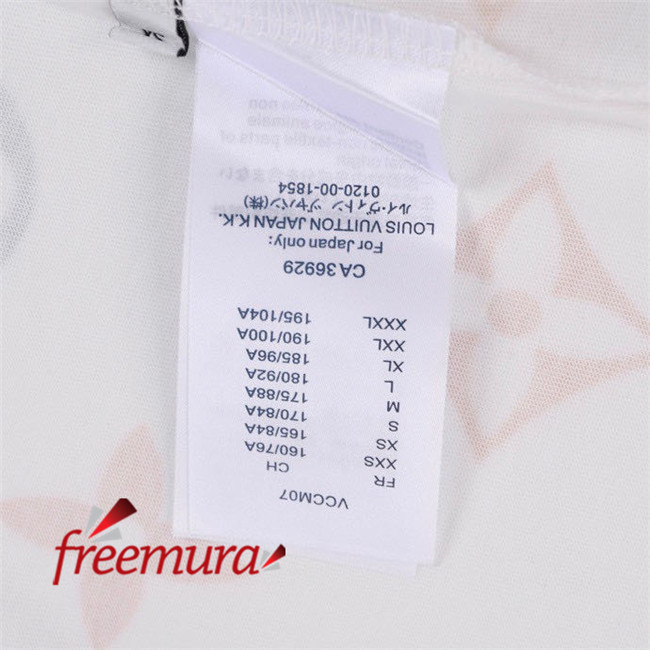 VCCM07
FR CH
XXS 160/76A
XS 165/84A
S 170/84A
M 175/88A
L 180/92A
XL 185/96A
XXL 190/100A
XXXL 195/104A
CA 36929
For Japan only:
LOUIS VUITTON JAPAN K.K.
ルイ・ヴィトン ジャパン(株)
0120-00-1854
freemura